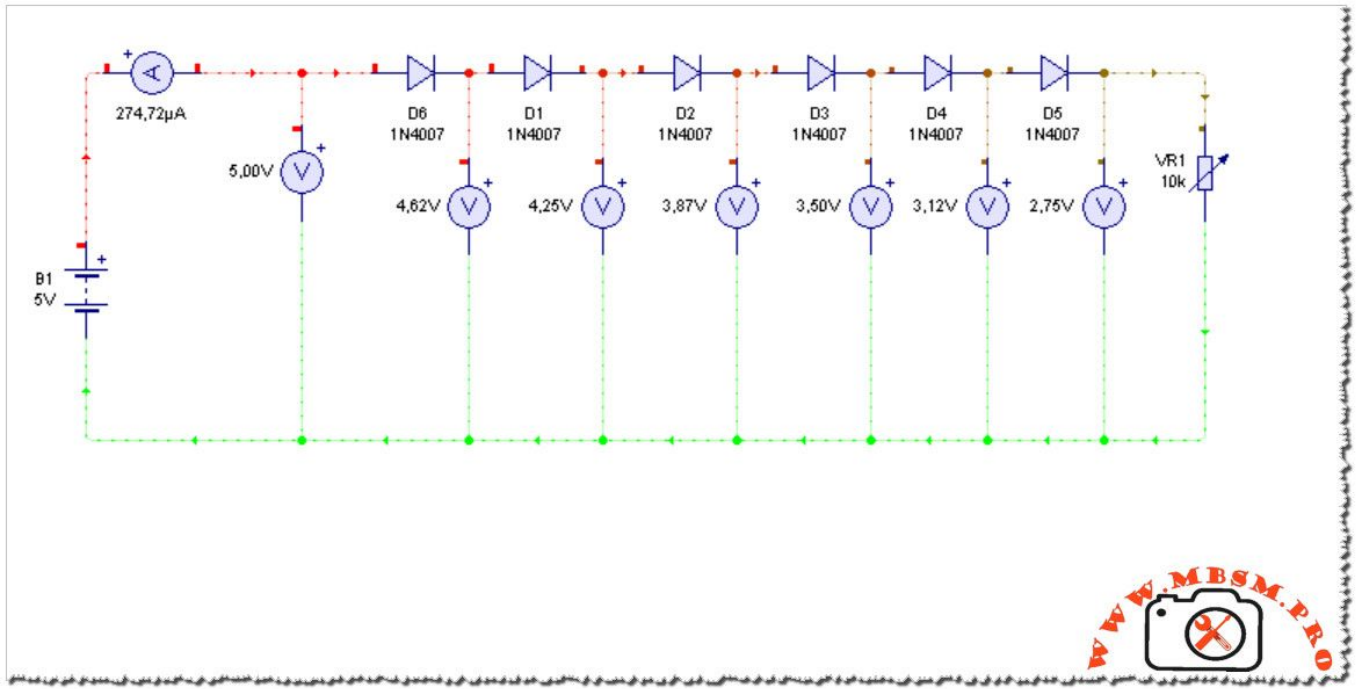 A
274,72µA
D6
1N4007
D1
1N4007
D2
1N4007
D3
1N4007
D4
1N4007
D5
1N4007
5,00V
V
4,62V
V
4,25V
V
3,87V
V
3,50V
V
3,12V
V
2,75V
V
VR1
10k
B1
5V
WWW.MBSM.PRO